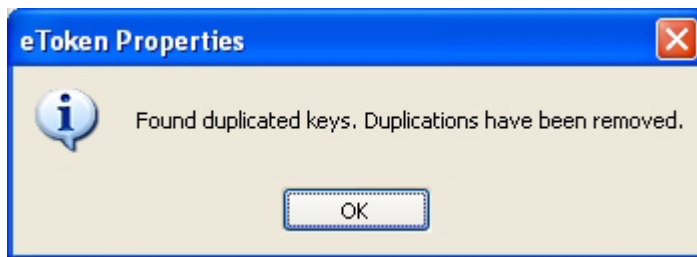 eToken Properties
Found duplicated keys. Duplications have been removed.
OK